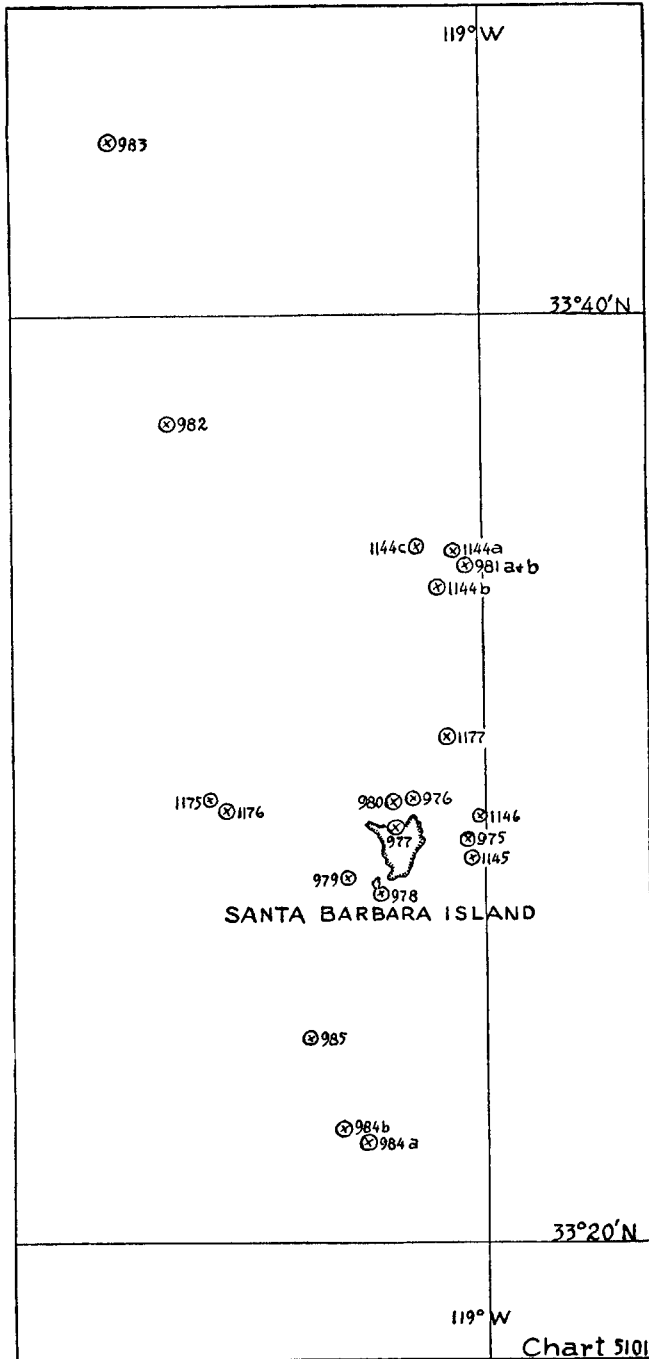 119° W
983
33°40'N
982
1144c
1144a
981 a+b
1144b
1177
1175
1176
980
976
1146
977
975
1145
979
978
SANTA BARBARA ISLAND
985
984b
984a
33°20'N
119° W
Chart 5101